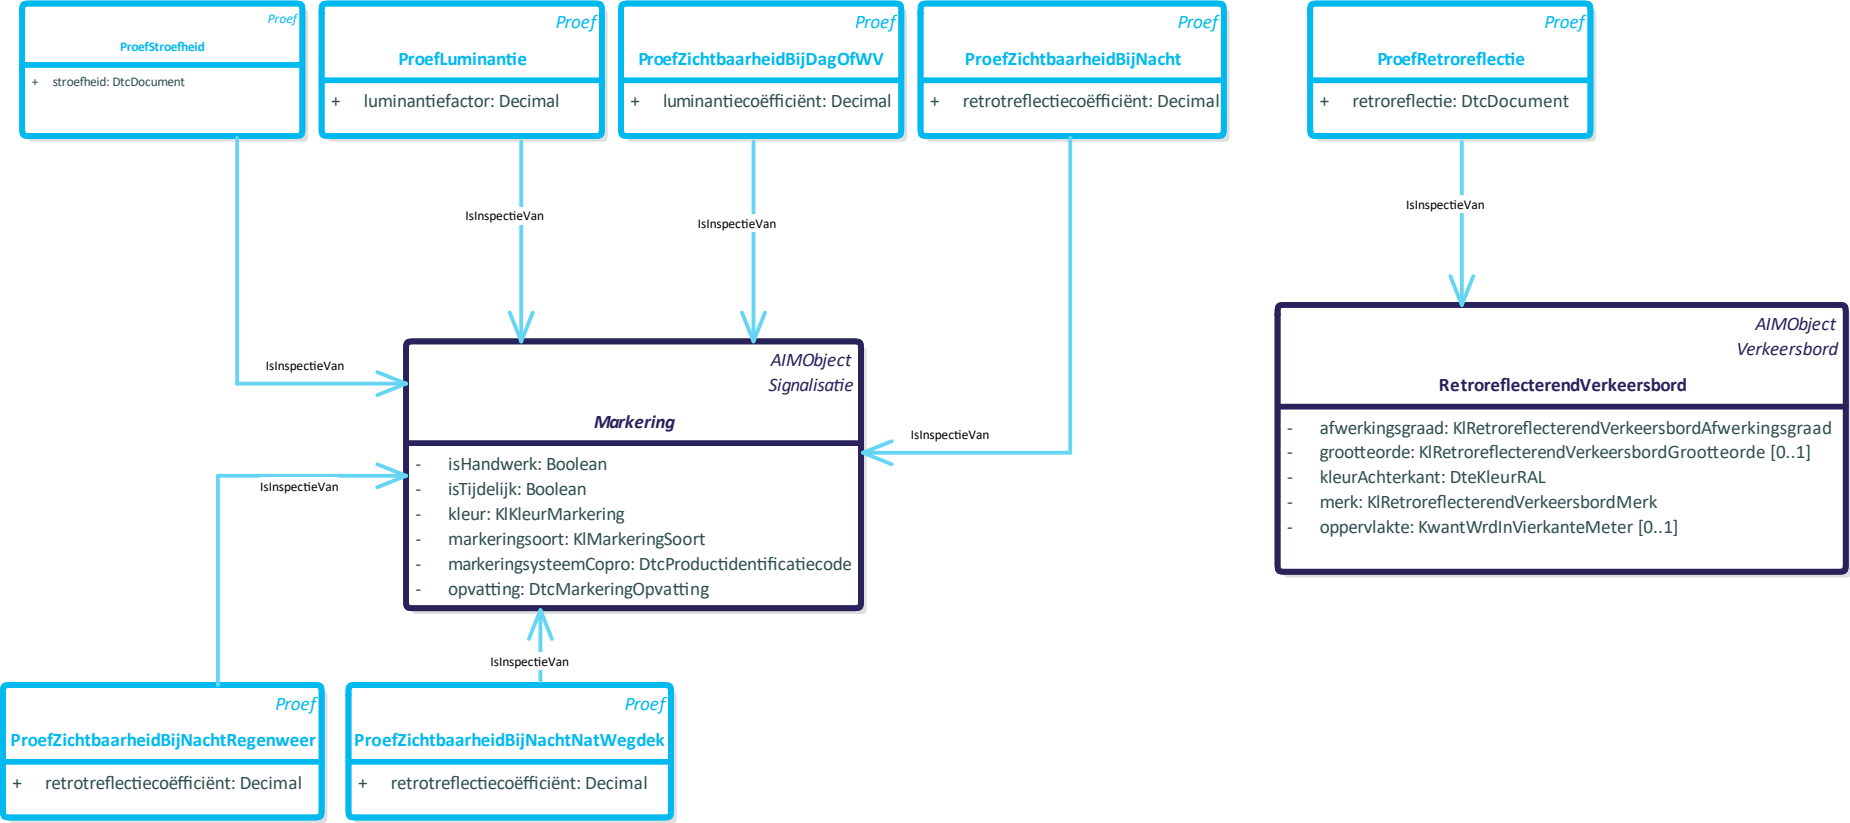 Proef
ProefStroefheid
+ stroefheid: DtcDocument
Proef
ProefLuminantie
+ luminantiefactor: Decimal
Proef
ProefZichtbaarheidBijDagOfWV
+ luminantiecoëfficiënt: Decimal
Proef
ProefZichtbaarheidBijNacht
+ retrotreflectiecoëfficiënt: Decimal
Proef
ProefRetroreflectie
+ retroreflectie: DtcDocument
IsInspectieVan
IsInspectieVan
IsInspectieVan
IsInspectieVan
IsInspectieVan
IsInspectieVan
IsInspectieVan
AIMObject
Signalisatie
Markering
- isHandwerk: Boolean
- isTijdelijk: Boolean
- kleur: KlKleurMarkering
- markeringsoort: KlMarkeringSoort
- markeringsysteemCopro: DtcProductidentificatiecode
- opvatting: DtcMarkeringOpvatting
AIMObject
Verkeersbord
RetroreflecterendVerkeersbord
- afwerkingsgraad: KlRetroreflecterendVerkeersbordAfwerkingsgraad
- grootteorde: KlRetroreflecterendVerkeersbordGrootteorde [0..1]
- kleurAchterkant: DteKleurRAL
- merk: KlRetroreflecterendVerkeersbordMerk
- oppervlakte: KwantWrdInVierkanteMeter [0..1]
Proef
ProefZichtbaarheidBijNachtRegenweer
+ retrotreflectiecoëfficiënt: Decimal
Proef
ProefZichtbaarheidBijNachtNatWegdek
+ retrotreflectiecoëfficiënt: Decimal